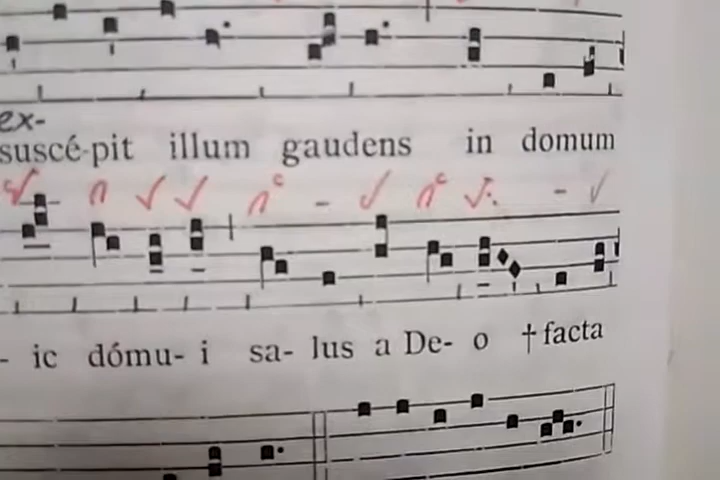 ex-
suscé-pit illum gaudens in domum
- ic dómu- i sa- lus a De- o † facta